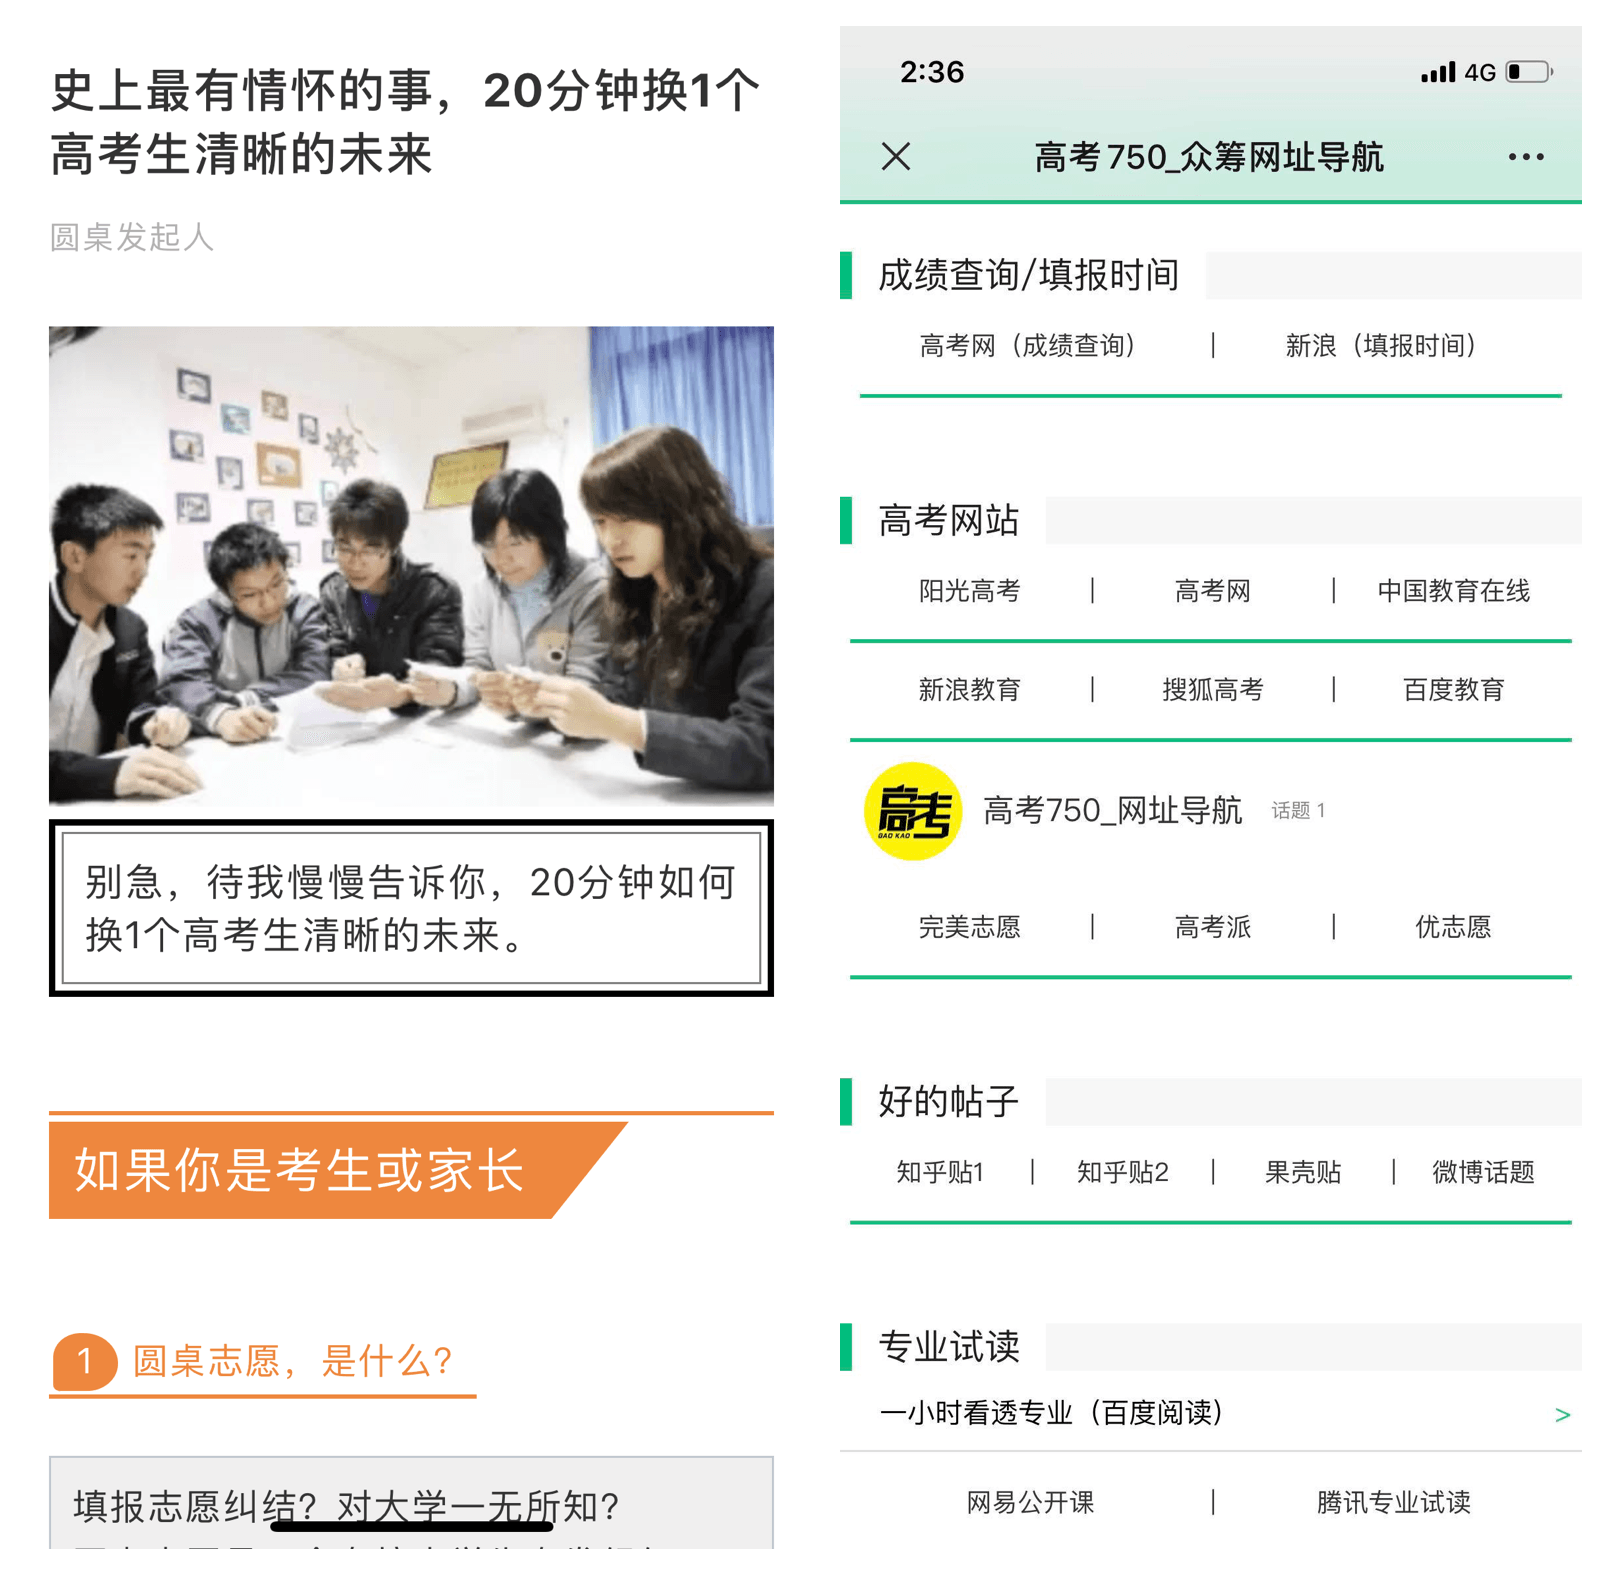 史上最有情怀的事，20分钟换1个
高考生清晰的未来
圆桌发起人
别急，待我慢慢告诉你，20分钟如何
换1个高考生清晰的未来。
如果你是考生或家长
1 圆桌志愿，是什么？
填报志愿纠结？对大学一无所知？
2:36 4G
高考750_众筹网址导航
成绩查询/填报时间
高考网（成绩查询） | 新浪（填报时间）
高考网站
阳光高考 | 高考网 | 中国教育在线
新浪教育 | 搜狐高考 | 百度教育
高考 GAO KAO 高考750_网址导航 话题 1
完美志愿 | 高考派 | 优志愿
好的帖子
知乎贴1 | 知乎贴2 | 果壳贴 | 微博话题
专业试读
一小时看透专业（百度阅读） >
网易公开课 | 腾讯专业试读